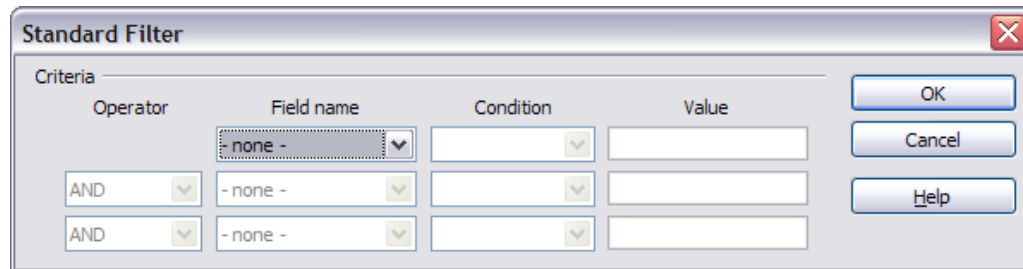 Standard Filter
Criteria
Operator Field name Condition Value
OK
- none -
Cancel
AND - none -
Help
AND - none -